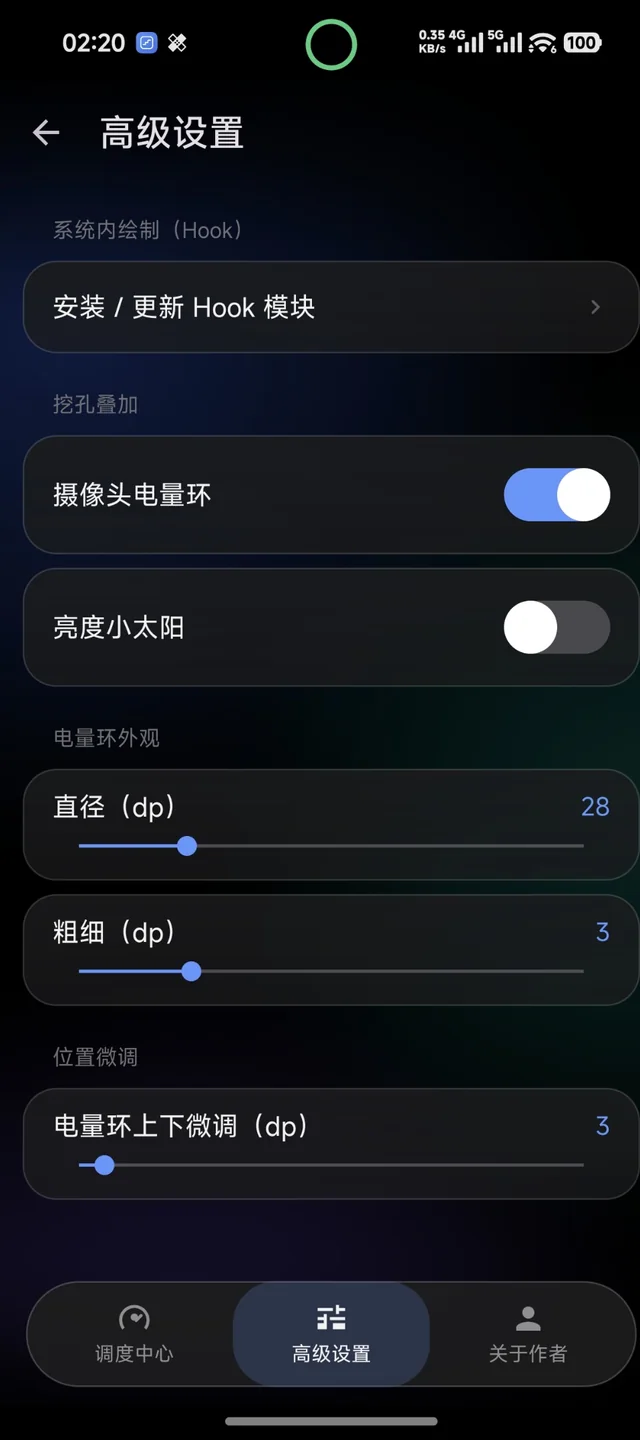 02:20
0.35 KB/s 4G 5G 6 100
高级设置
系统内绘制（Hook）
安装 / 更新 Hook 模块
挖孔叠加
摄像头电量环
亮度小太阳
电量环外观
直径（dp） 28
粗细（dp） 3
位置微调
电量环上下微调（dp） 3
调度中心 高级设置 关于作者